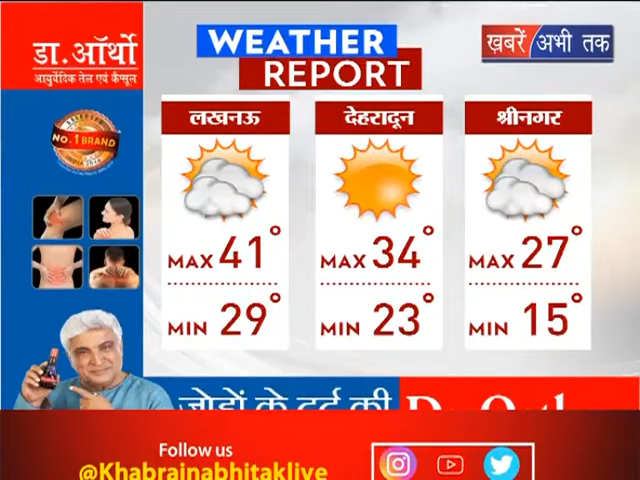 डा.ऑर्थो
आयुर्वेदिक तेल एवं कैप्सूल
WEATHER
REPORT
ख़बरें अभी तक
No.1 BRAND
लखनऊ
MAX 41°
MIN 29°
देहरादून
MAX 34°
MIN 23°
श्रीनगर
MAX 27°
MIN 15°
जोड़ों के दर्द की
Follow us
@Khabrainabhitaklive